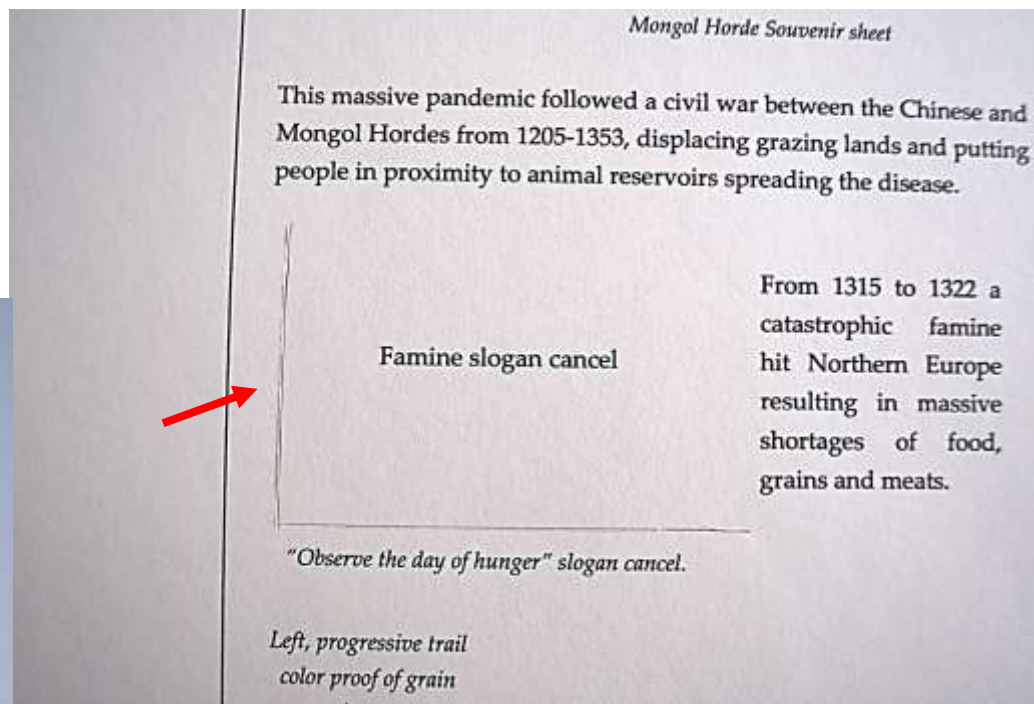 Mongol Horde Souvenir sheet
This massive pandemic followed a civil war between the Chinese and
Mongol Hordes from 1205-1353, displacing grazing lands and putting
people in proximity to animal reservoirs spreading the disease.
Famine slogan cancel
From 1315 to 1322 a
catastrophic famine
hit Northern Europe
resulting in massive
shortages of food,
grains and meats.
"Observe the day of hunger" slogan cancel.
Left, progressive trail
color proof of grain